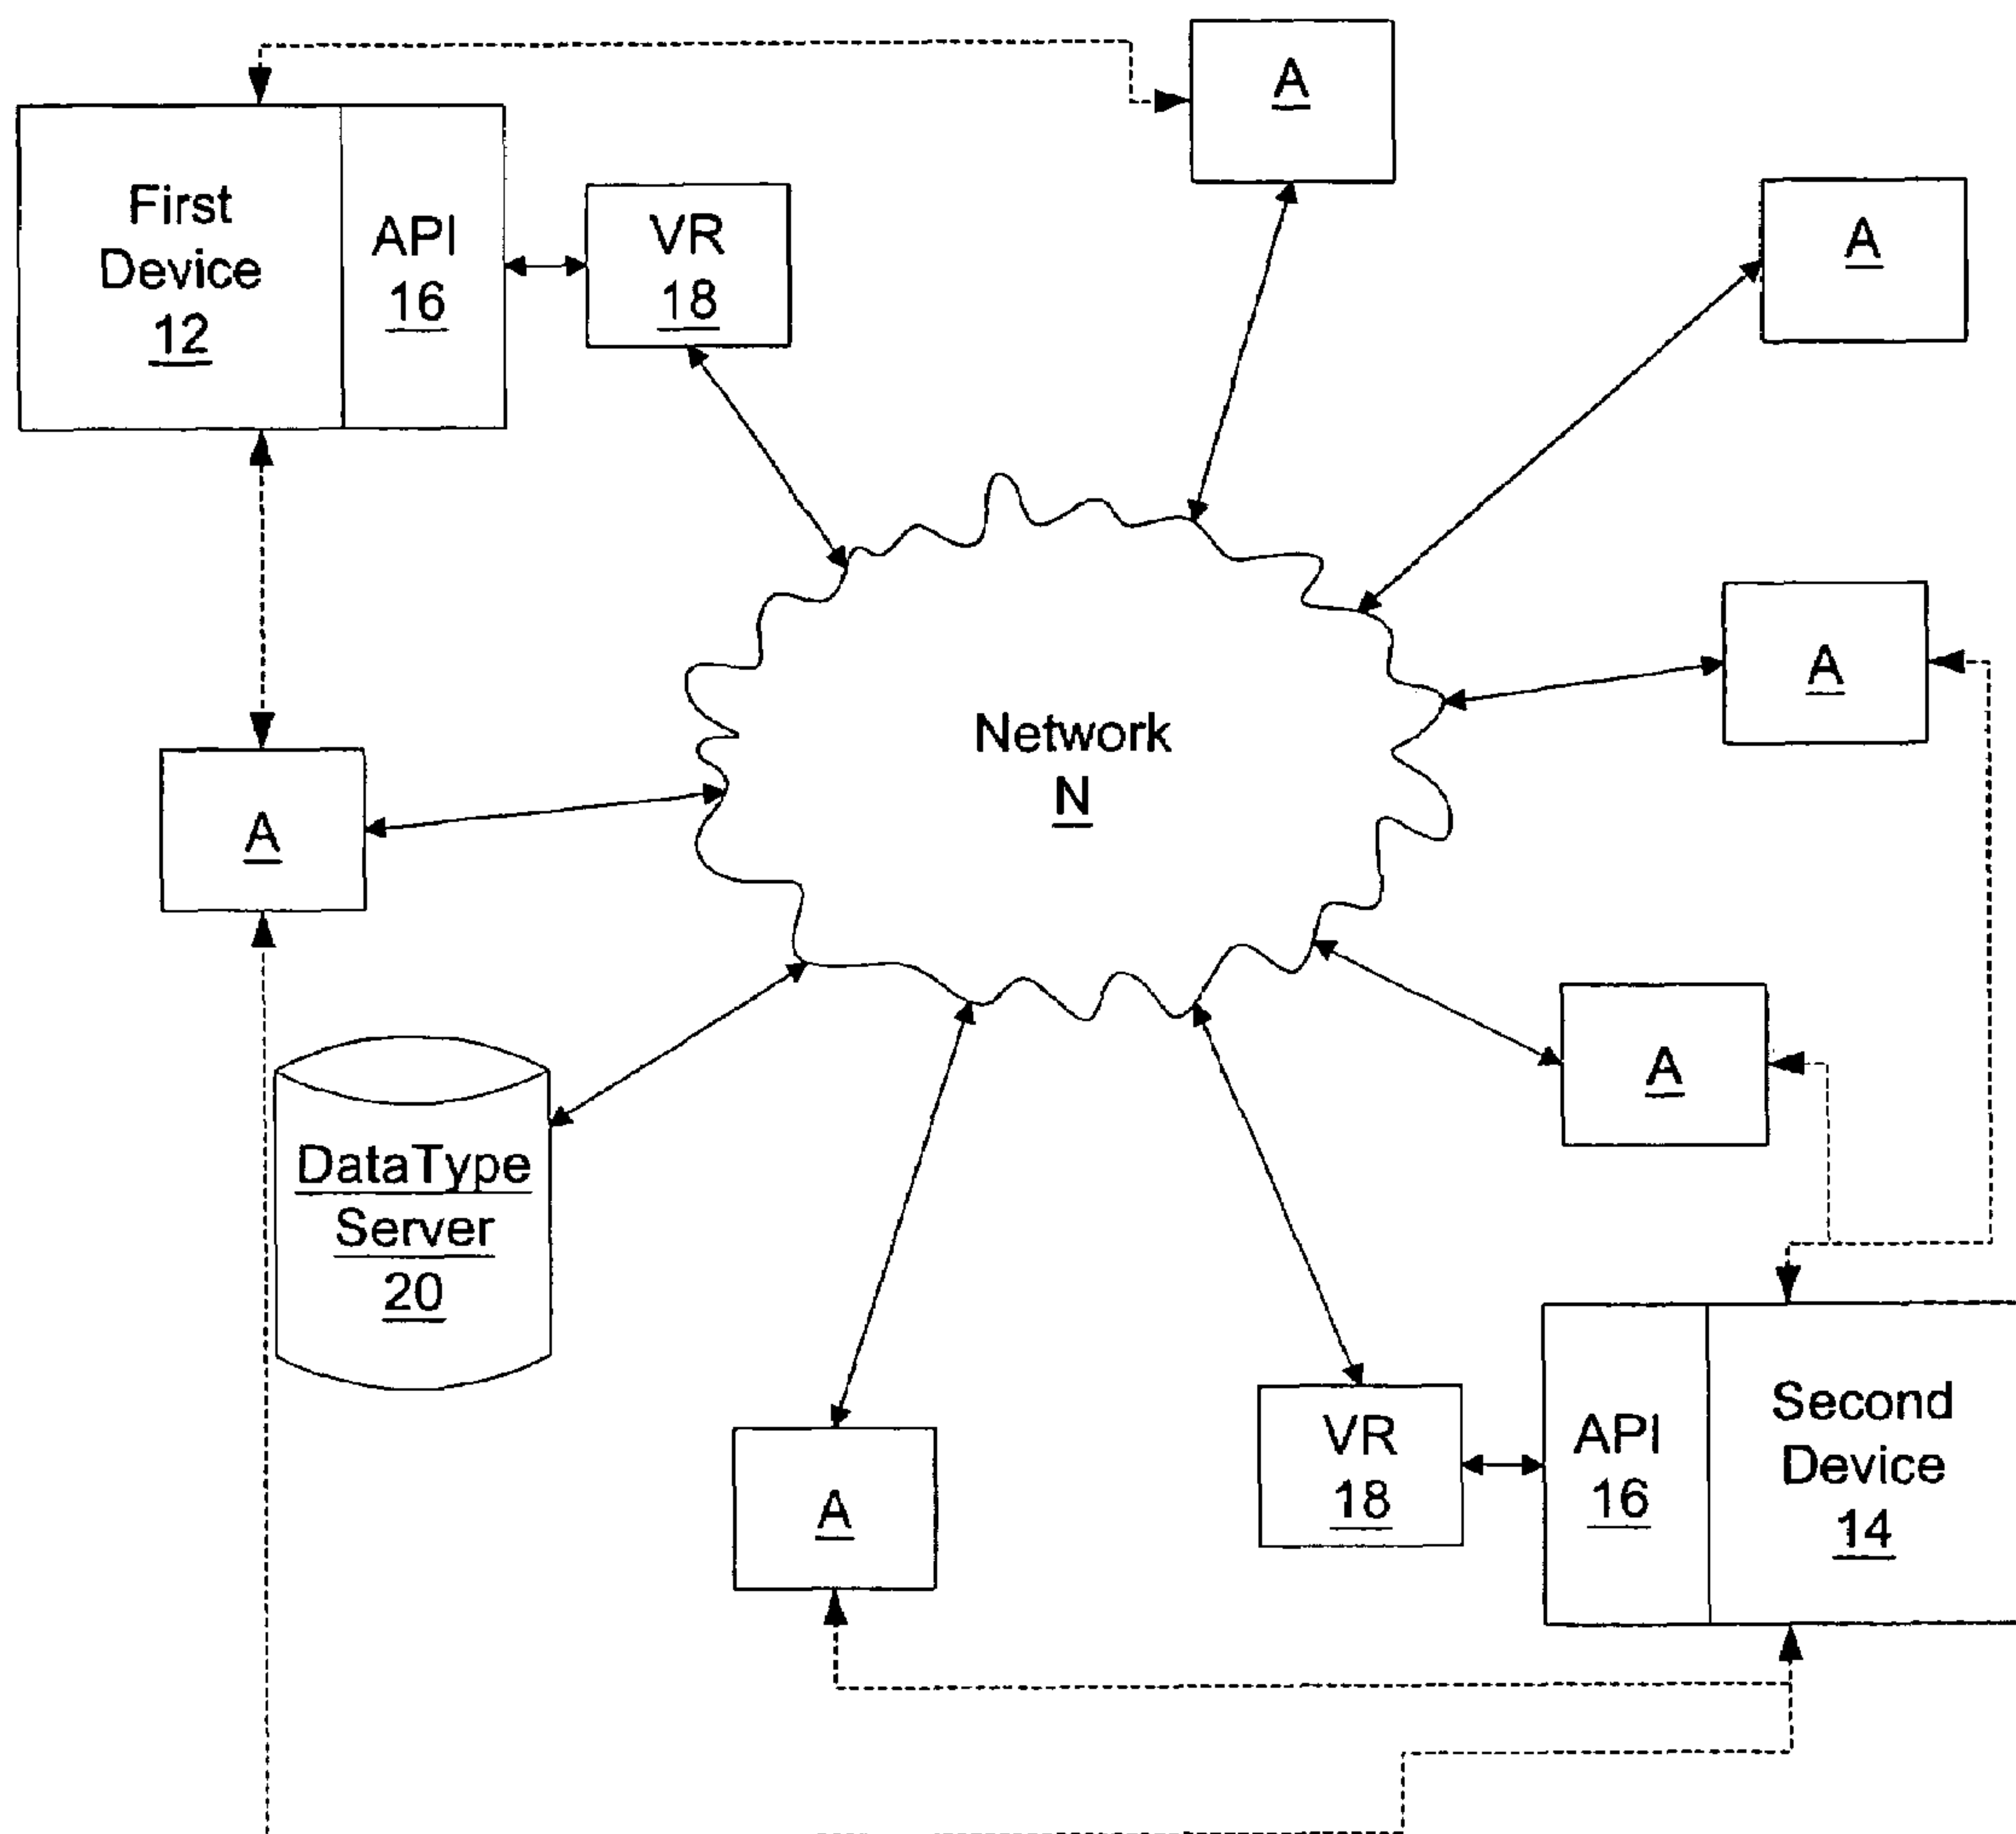 A
First
Device
12
API
16
VR
18
A
A
Network
N
A
A
DataType
Server
20
A
VR
18
API
16
Second
Device
14